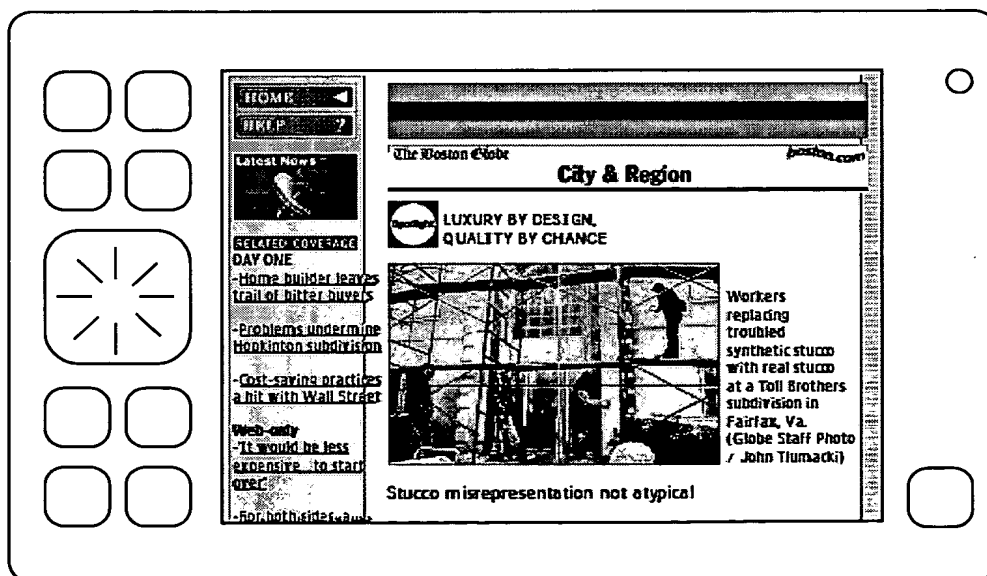 HOME
HELP ?
Latest News
RELATED COVERAGE
DAY ONE
-Home builder leaves
trail of bitter buyers
-Problems undermine
Hopkinton subdivision
-Cost-saving practices
a hit with Wall Street
Web-only
-'It would be less
expensive...to start
over'
-For both sides, a
The Boston Globe
boston.com
City & Region
Spotlight
LUXURY BY DESIGN,
QUALITY BY CHANCE
Workers
replacing
troubled
synthetic stucco
with real stucco
at a Toll Brothers
subdivision in
Fairfax, Va.
(Globe Staff Photo
/ John Tlumacki)
Stucco misrepresentation not atypical